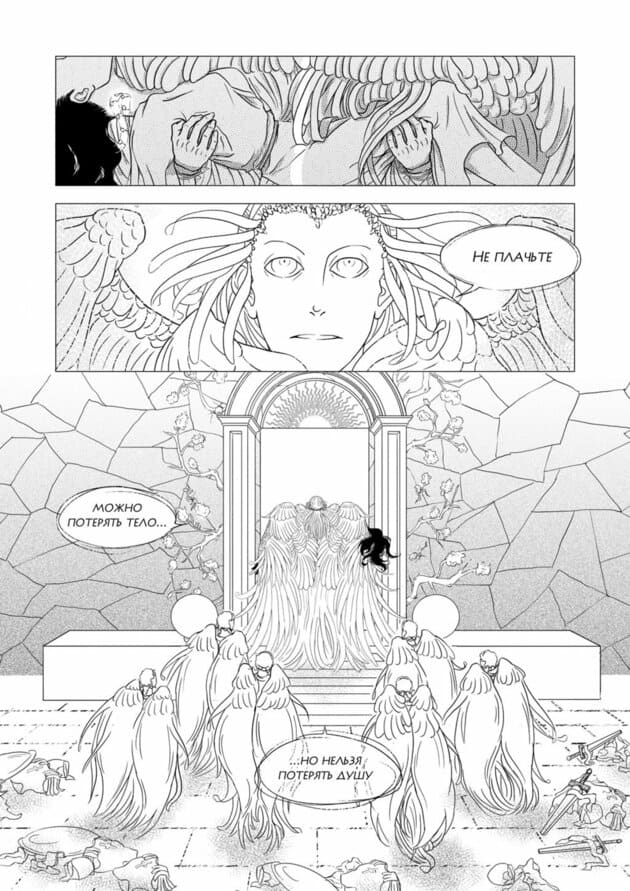 НЕ ПЛАЧЬТЕ
МОЖНО
ПОТЕРЯТЬ ТЕЛО...
...НО НЕЛЬЗЯ
ПОТЕРЯТЬ ДУШУ